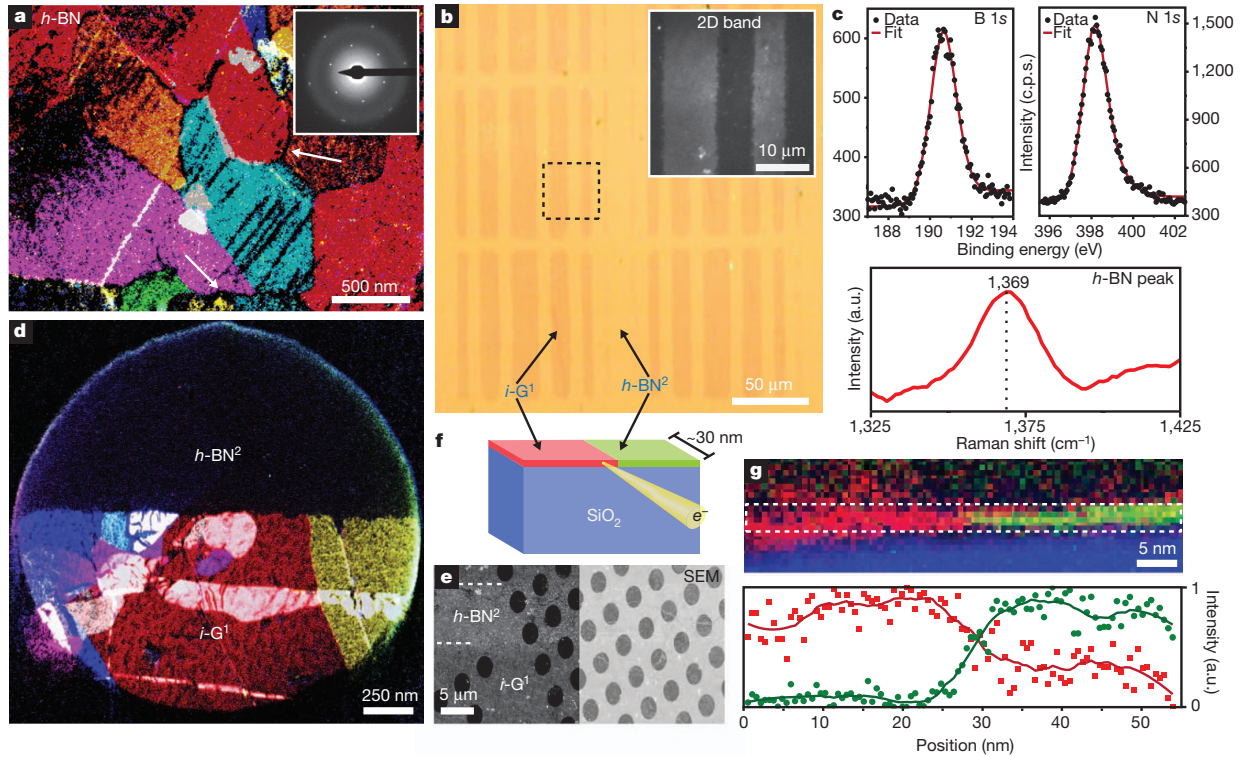 a
h-BN
500 nm
b
2D band
10 μm
i-G¹
h-BN²
50 μm
c
Data
Fit
B 1s
600
500
400
300
188
190
192
194
Data
Fit
N 1s
1,500
1,200
900
600
300
396
398
400
402
Intensity (c.p.s.)
Binding energy (eV)
h-BN peak
1,369
Intensity (a.u.)
1,325
1,375
1,425
Raman shift (cm⁻¹)
d
h-BN²
i-G¹
250 nm
f
~30 nm
SiO₂
e⁻
e
SEM
h-BN²
i-G¹
5 μm
g
5 nm
1
0
Intensity (a.u.)
0
10
20
30
40
50
Position (nm)